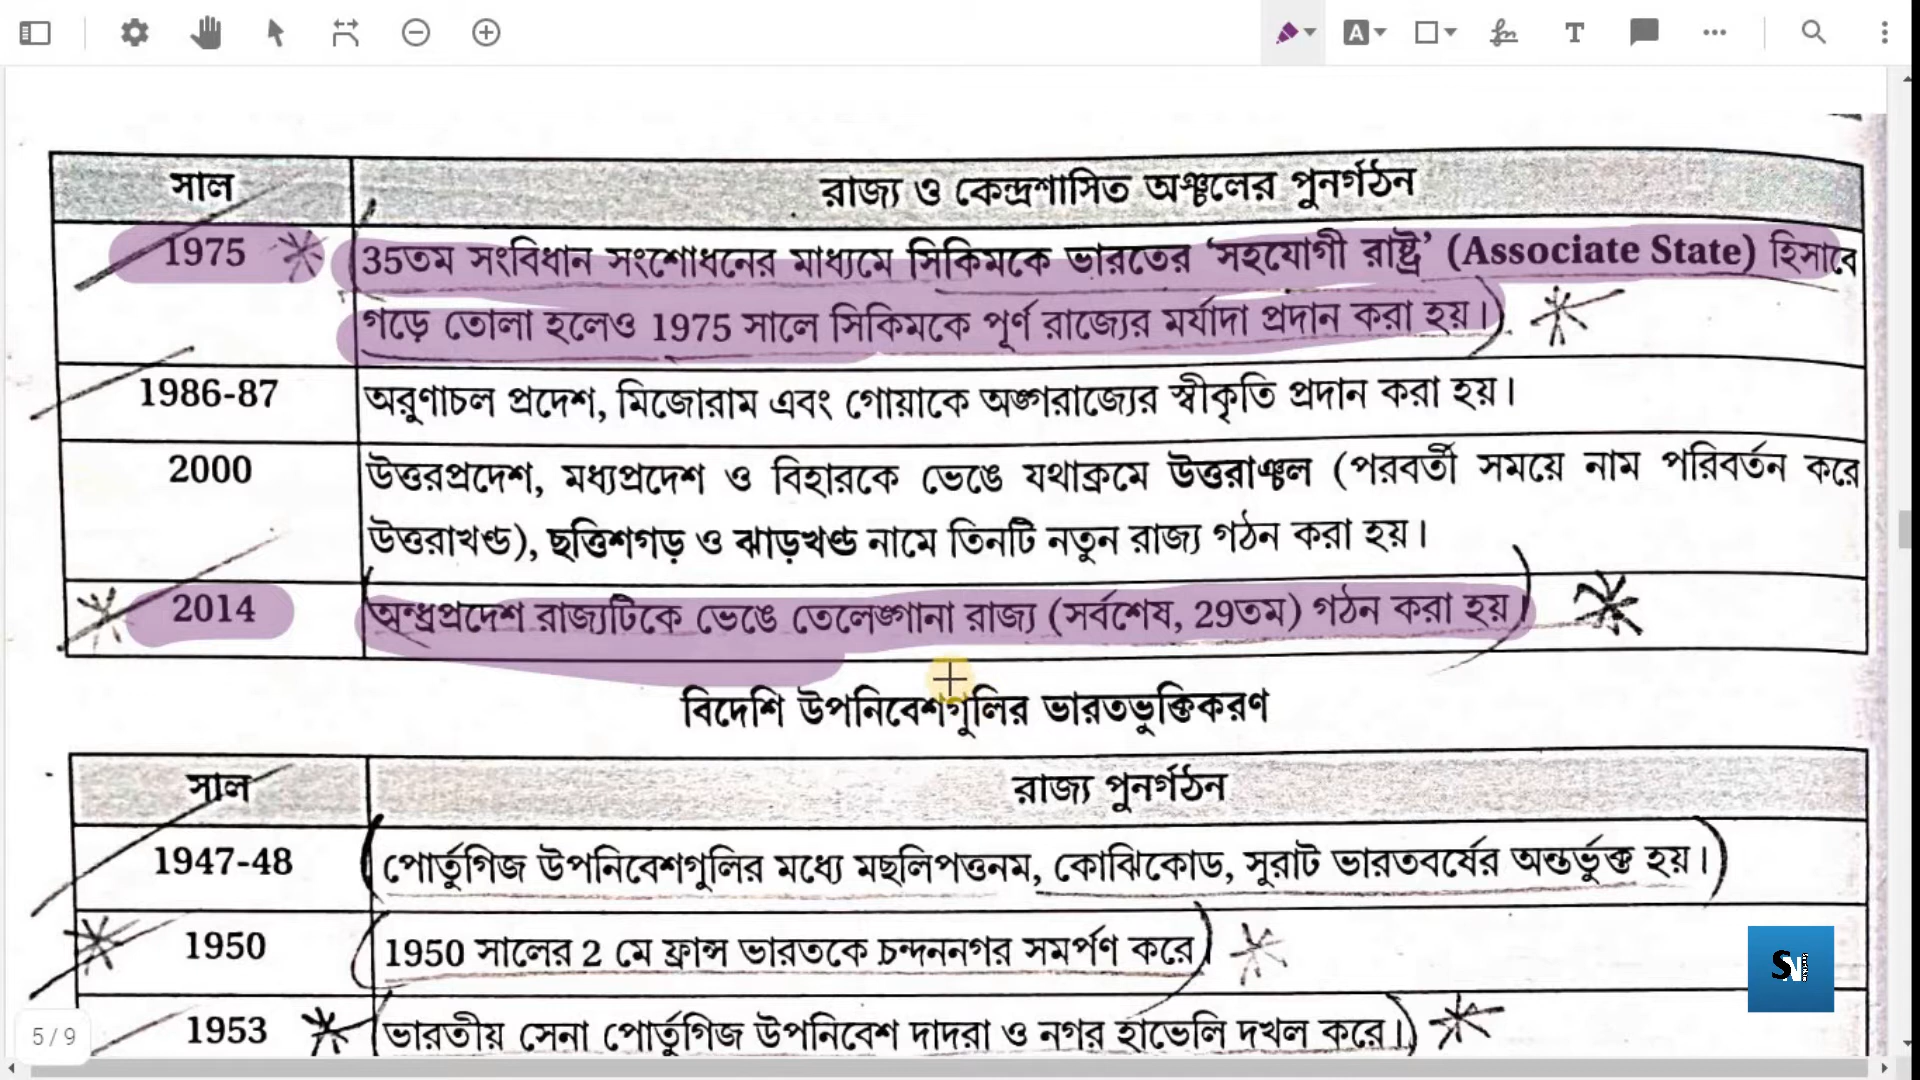 সাল রাজ্য ও কেন্দ্রশাসিত অঞ্চলের পুনর্গঠন
1975 35তম সংবিধান সংশোধনের মাধ্যমে সিকিমকে ভারতের ‘সহযোগী রাষ্ট্র’ (Associate State) হিসাবে
গড়ে তোলা হলেও 1975 সালে সিকিমকে পূর্ণ রাজ্যের মর্যাদা প্রদান করা হয়।
1986-87 অরুণাচল প্রদেশ, মিজোরাম এবং গোয়াকে অঙ্গরাজ্যের স্বীকৃতি প্রদান করা হয়।
2000 উত্তরপ্রদেশ, মধ্যপ্রদেশ ও বিহারকে ভেঙে যথাক্রমে উত্তরাঞ্চল (পরবর্তী সময়ে নাম পরিবর্তন করে
উত্তরাখণ্ড), ছত্তিশগড় ও ঝাড়খণ্ড নামে তিনটি নতুন রাজ্য গঠন করা হয়।
2014 অন্ধ্রপ্রদেশ রাজ্যটিকে ভেঙে তেলেঙ্গানা রাজ্য (সর্বশেষ, 29তম) গঠন করা হয়।
বিদেশি উপনিবেশগুলির ভারতভুক্তিকরণ
সাল রাজ্য পুনর্গঠন
1947-48 পোর্তুগিজ উপনিবেশগুলির মধ্যে মছলিপত্তনম, কোঝিকোড, সুরাট ভারতবর্ষের অন্তর্ভুক্ত হয়।
1950 1950 সালের 2 মে ফ্রান্স ভারতকে চন্দননগর সমর্পণ করে
1953 ভারতীয় সেনা পোর্তুগিজ উপনিবেশ দাদরা ও নগর হাভেলি দখল করে।
5/9